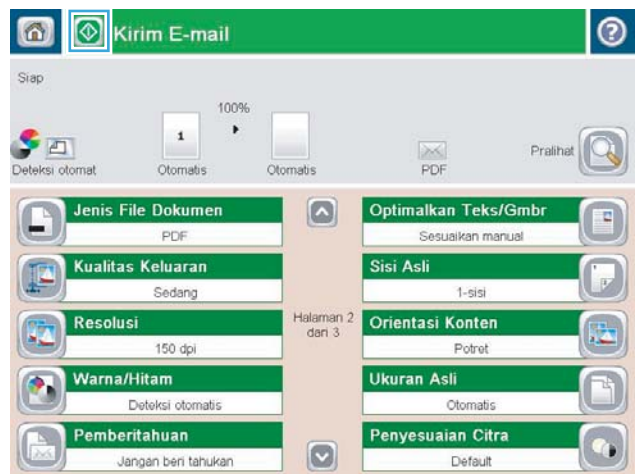 Kirim E-mail
?
Siap
100%
1
Deteksi otomat
Otomatis
Otomatis
PDF
Pralihat
Jenis File Dokumen
PDF
Kualitas Keluaran
Sedang
Resolusi
150 dpi
Warna/Hitam
Deteksi otomatis
Pemberitahuan
Jangan beri tahukan
Halaman 2
dari 3
Optimalkan Teks/Gmbr
Sesuaikan manual
Sisi Asli
1-sisi
Orientasi Konten
Potret
Ukuran Asli
Otomatis
Penyesuaian Citra
Default